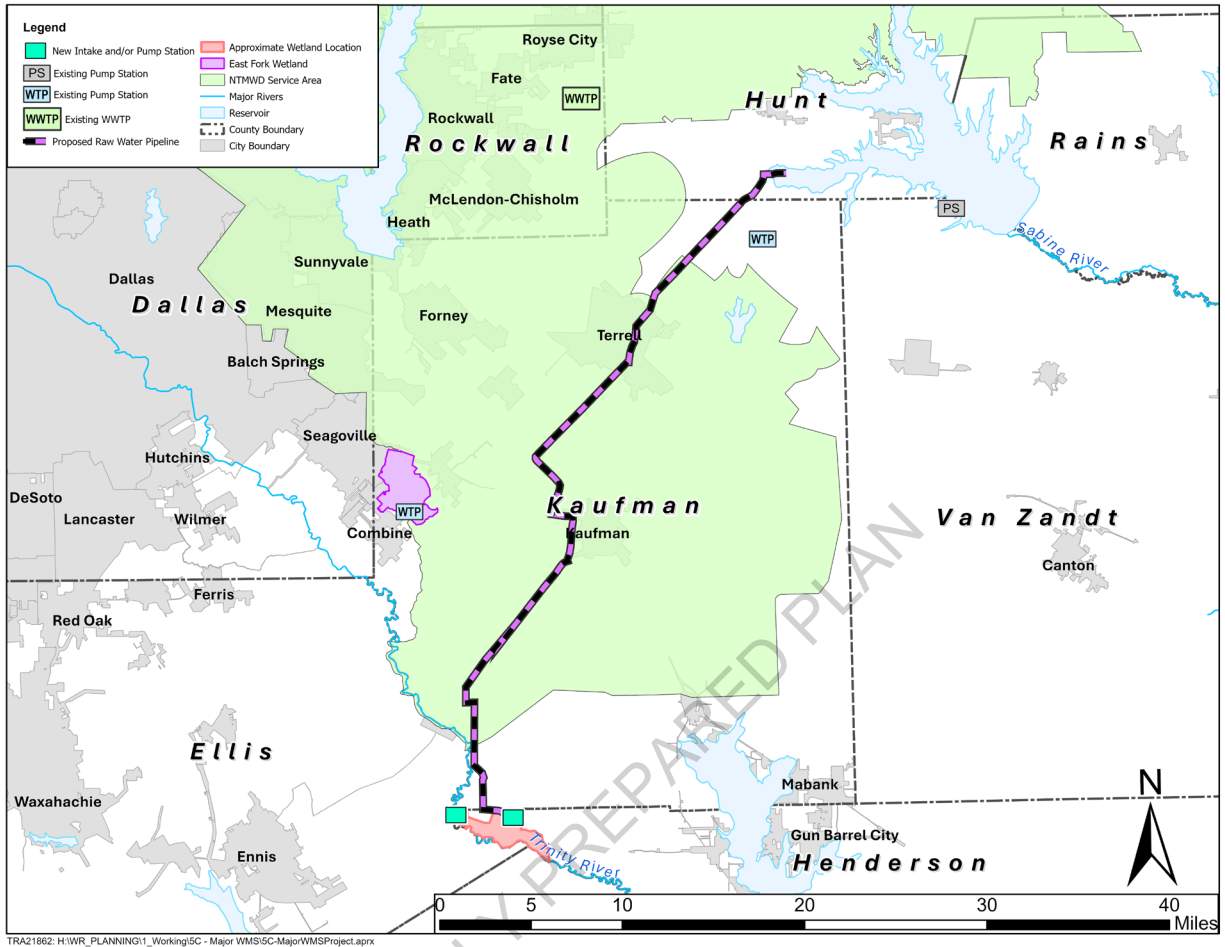 Legend
New Intake and/or Pump Station
PS Existing Pump Station
WTP Existing Pump Station
WWTP Existing WWTP
Proposed Raw Water Pipeline
Approximate Wetland Location
East Fork Wetland
NTMWD Service Area
Major Rivers
Reservoir
County Boundary
City Boundary
Royse City
Fate
WWTP
Hunt
Rockwall
Rockwall
Rains
McLendon-Chisholm
PS
Heath
Sabine River
WTP
Sunnyvale
Dallas
Dallas
Mesquite
Forney
Terrell
Balch Springs
Seagoville
Hutchins
DeSoto
Lancaster
Wilmer
WTP
Combine
Kaufman
Kaufman
Van Zandt
Canton
Ferris
Red Oak
Ellis
Waxahachie
Ennis
Mabank
Gun Barrel City
Henderson
Trinity River
LY PREPARED PLAN
N
0 5 10 20 30 40
Miles
TRA21862: H:\WR_PLANNING\1_Working\5C - Major WMS\5C-MajorWMSProject.aprx